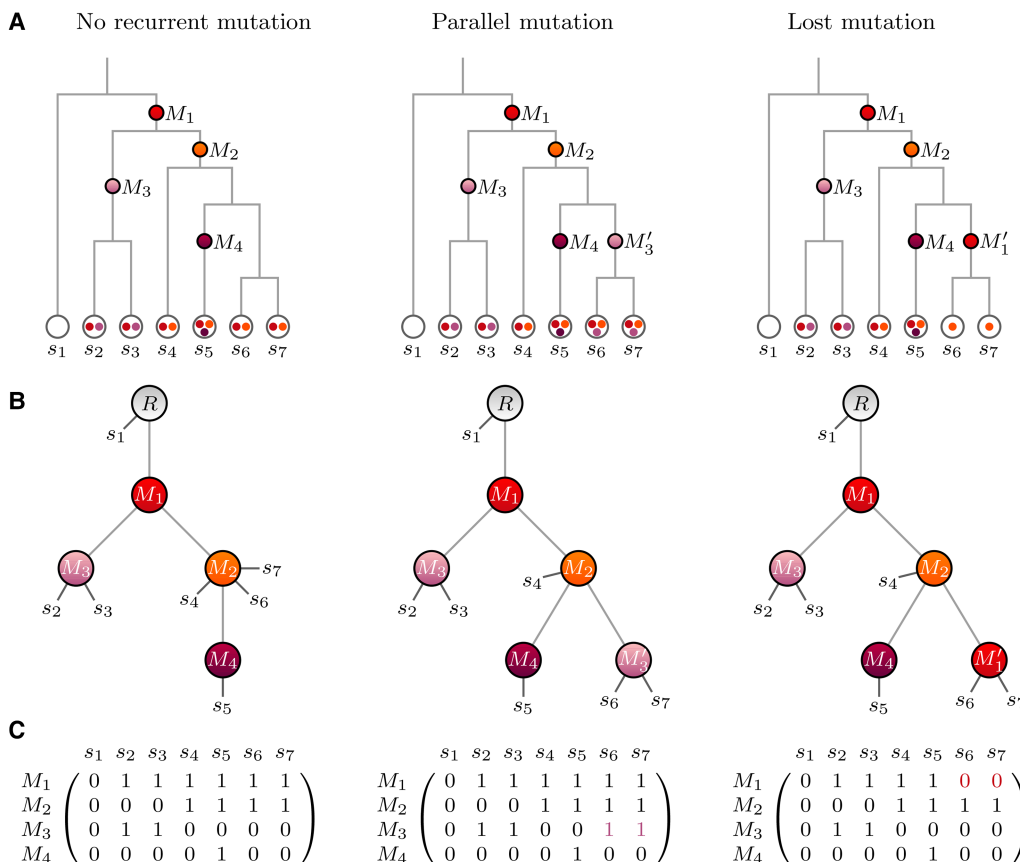 A No recurrent mutation Parallel mutation Lost mutation
M1 M1 M1
M2 M2 M2
M3 M3 M3
M4 M4 M′3 M4 M′1
s1 s2 s3 s4 s5 s6 s7 s1 s2 s3 s4 s5 s6 s7 s1 s2 s3 s4 s5 s6 s7
B R R R
s1 s1 s1
M1 M1 M1
M3 M2 s7 M3 s4 M2 M3 s4 M2
s2 s3 s4 s6 s2 s3 s2 s3
M4 M4 M′3 M4 M′1
s5 s5 s6 s7 s5 s6 s7
C
s1 s2 s3 s4 s5 s6 s7 s1 s2 s3 s4 s5 s6 s7 s1 s2 s3 s4 s5 s6 s7
M1 0 1 1 1 1 1 1 M1 0 1 1 1 1 1 1 M1 0 1 1 1 1 0 0
M2 0 0 0 1 1 1 1 M2 0 0 0 1 1 1 1 M2 0 0 0 1 1 1 1
M3 0 1 1 0 0 0 0 M3 0 1 1 0 0 1 1 M3 0 1 1 0 0 0 0
M4 0 0 0 0 1 0 0 M4 0 0 0 0 1 0 0 M4 0 0 0 0 1 0 0